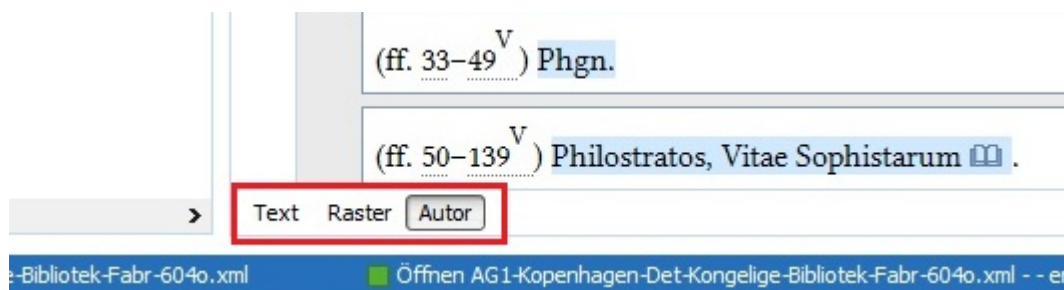 (ff. 33–49V) Phgn.
(ff. 50–139V) Philostratos, Vitae Sophistarum .
Text Raster Autor
e-Bibliotek-Fabr-604o.xml Öffnen AG1-Kopenhagen-Det-Kongelige-Bibliotek-Fabr-604o.xml - -